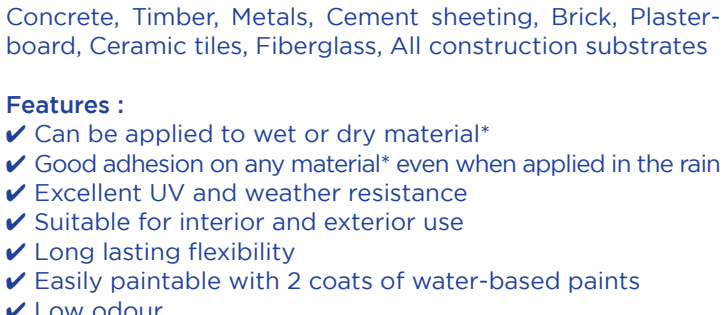 Concrete, Timber, Metals, Cement sheeting, Brick, Plaster-
board, Ceramic tiles, Fiberglass, All construction substrates
Features :
✔ Can be applied to wet or dry material*
✔ Good adhesion on any material* even when applied in the rain
✔ Excellent UV and weather resistance
✔ Suitable for interior and exterior use
✔ Long lasting flexibility
✔ Easily paintable with 2 coats of water-based paints
✔ Low odour